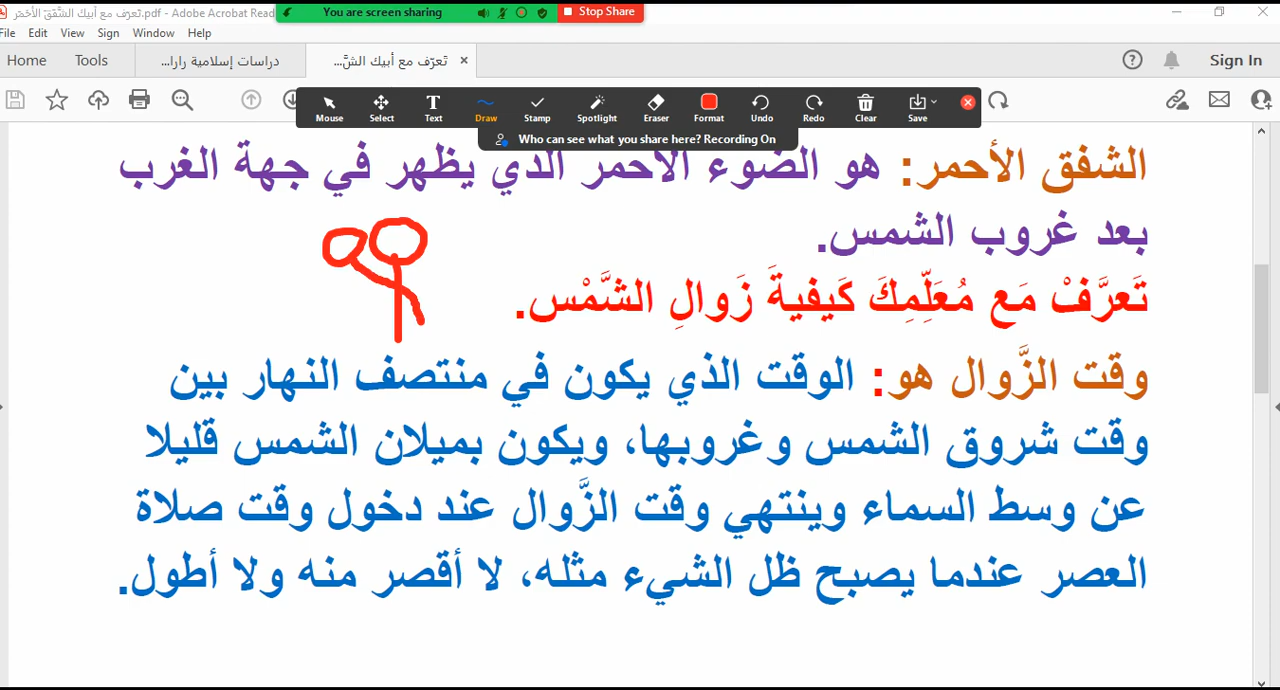 تعرّف مع أبيك الشَّفَقَ الأَحْمَر.pdf - Adobe Acrobat Read
You are screen sharing
Stop Share
File Edit View Sign Window Help
Home Tools
دراسات إسلامية رارا...
تَعرّف مع أبيك الشَّ...
Sign In
Mouse Select Text Draw Stamp Spotlight Eraser Format Undo Redo Clear Save
Who can see what you share here? Recording On
الشفق الأحمر: هو الضوء الأحمر الذي يظهر في جهة الغرب
بعد غروب الشمس.
تَعرَّفْ مَع مُعَلِّمِكَ كَيفيةَ زَوالِ الشَّمْس.
وقت الزَّوال هو: الوقت الذي يكون في منتصف النهار بين
وقت شروق الشمس وغروبها، ويكون بميلان الشمس قليلا
عن وسط السماء وينتهي وقت الزَّوال عند دخول وقت صلاة
العصر عندما يصبح ظل الشيء مثله، لا أقصر منه ولا أطول.